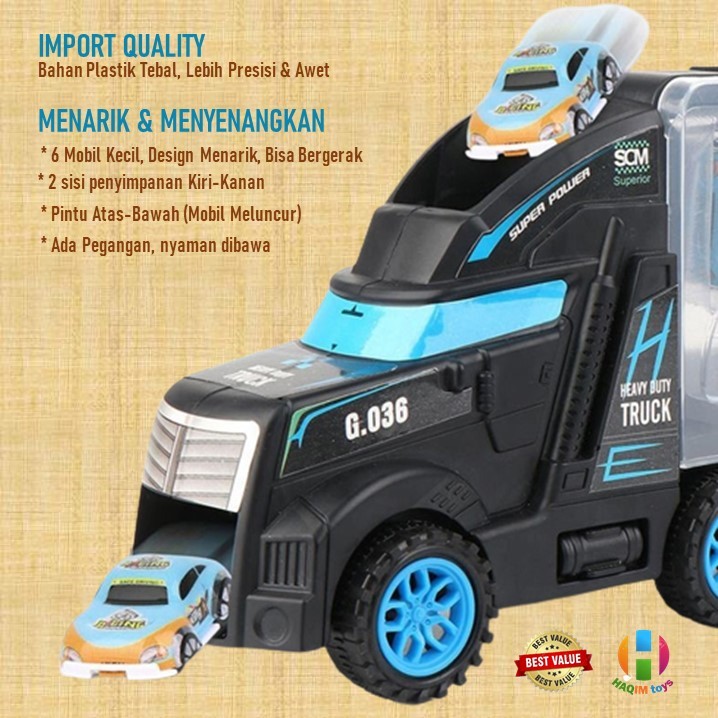 IMPORT QUALITY
Bahan Plastik Tebal, Lebih Presisi & Awet
MENARIK & MENYENANGKAN
* 6 Mobil Kecil, Design Menarik, Bisa Bergerak
* 2 sisi penyimpanan Kiri-Kanan
* Pintu Atas-Bawah (Mobil Meluncur)
* Ada Pegangan, nyaman dibawa
SCM
Superior
SUPER POWER
H
HEAVY DUTY
TRUCK
E
TRUCK
G.036
BEST VALUE
BEST VALUE
BEST VALUE
HAQIM toys